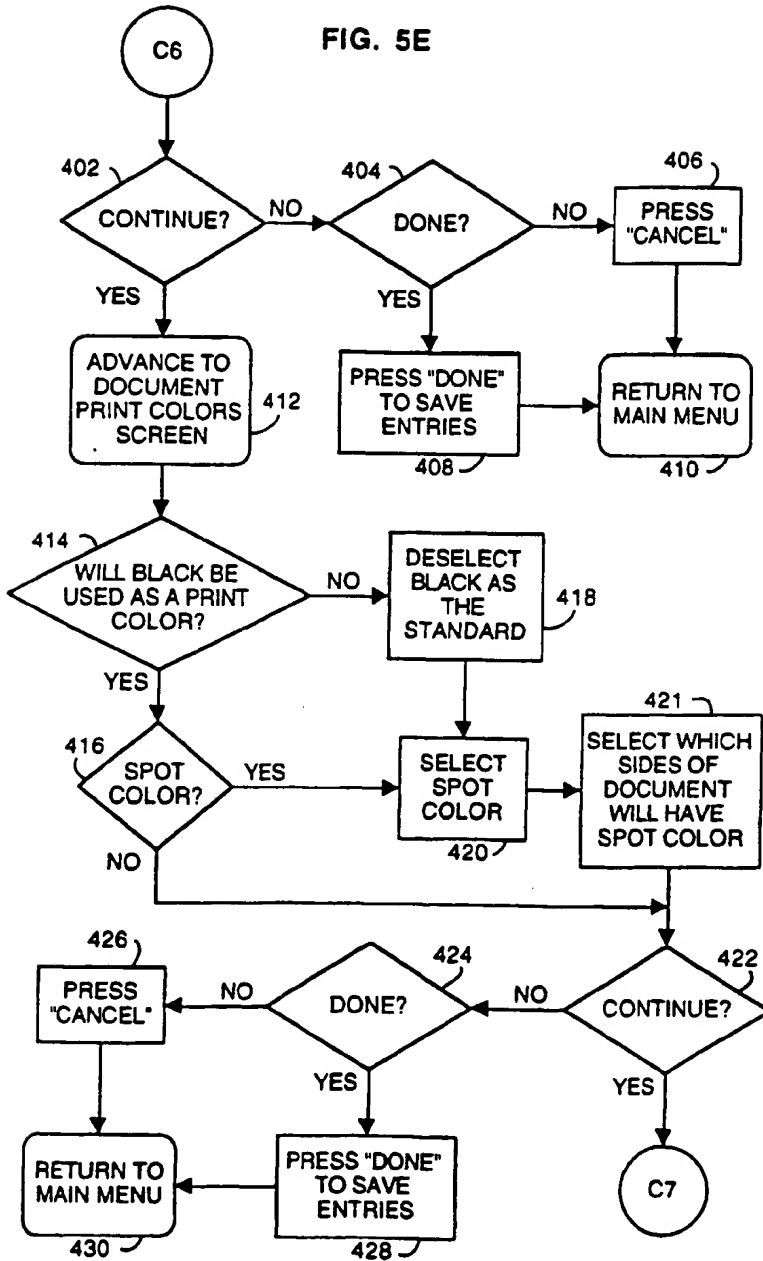 FIG. 5E
C6
402
CONTINUE?
NO
404
DONE?
NO
406
PRESS
"CANCEL"
YES
YES
ADVANCE TO
DOCUMENT
PRINT COLORS
SCREEN
412
PRESS "DONE"
TO SAVE
ENTRIES
408
RETURN TO
MAIN MENU
410
414
WILL BLACK BE
USED AS A PRINT
COLOR?
NO
DESELECT
BLACK AS
THE
STANDARD
418
YES
416
SPOT
COLOR?
YES
SELECT
SPOT
COLOR
420
421
SELECT WHICH
SIDES OF
DOCUMENT
WILL HAVE
SPOT COLOR
NO
426
PRESS
"CANCEL"
NO
424
DONE?
NO
422
CONTINUE?
YES
YES
RETURN TO
MAIN MENU
430
PRESS "DONE"
TO SAVE
ENTRIES
428
C7